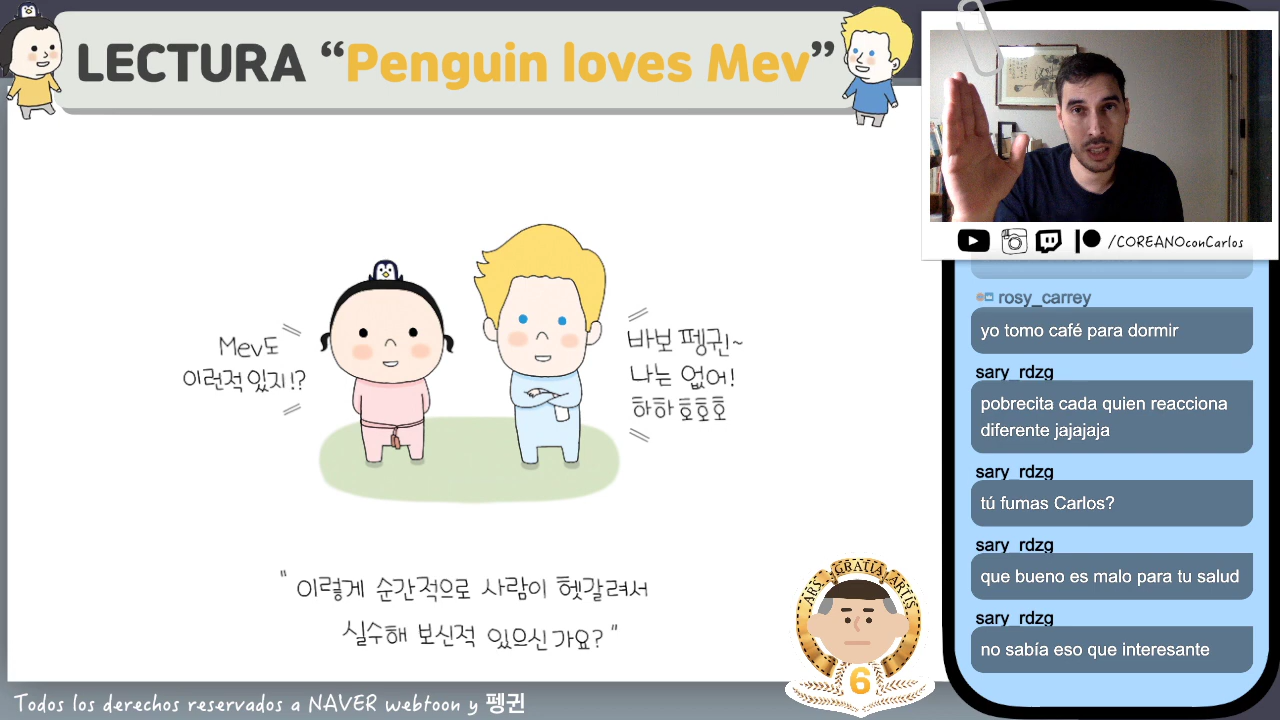 LECTURA “Penguin loves Mev”
Mev도
이런적 있지!?
바보 펭귄~
나는 없어!
하하 호호호
" 이렇게 순간적으로 사람이 헷갈려서
실수해 보신적 있으신가요? "
ARS GRATIA ARTIS
6
Todos los derechos reservados a NAVER webtoon y 펭귄
/COREANOconCarlos
rosy_carrey
yo tomo café para dormir
sary_rdzg
pobrecita cada quien reacciona
diferente jajajaja
sary_rdzg
tú fumas Carlos?
sary_rdzg
que bueno es malo para tu salud
sary_rdzg
no sabía eso que interesante